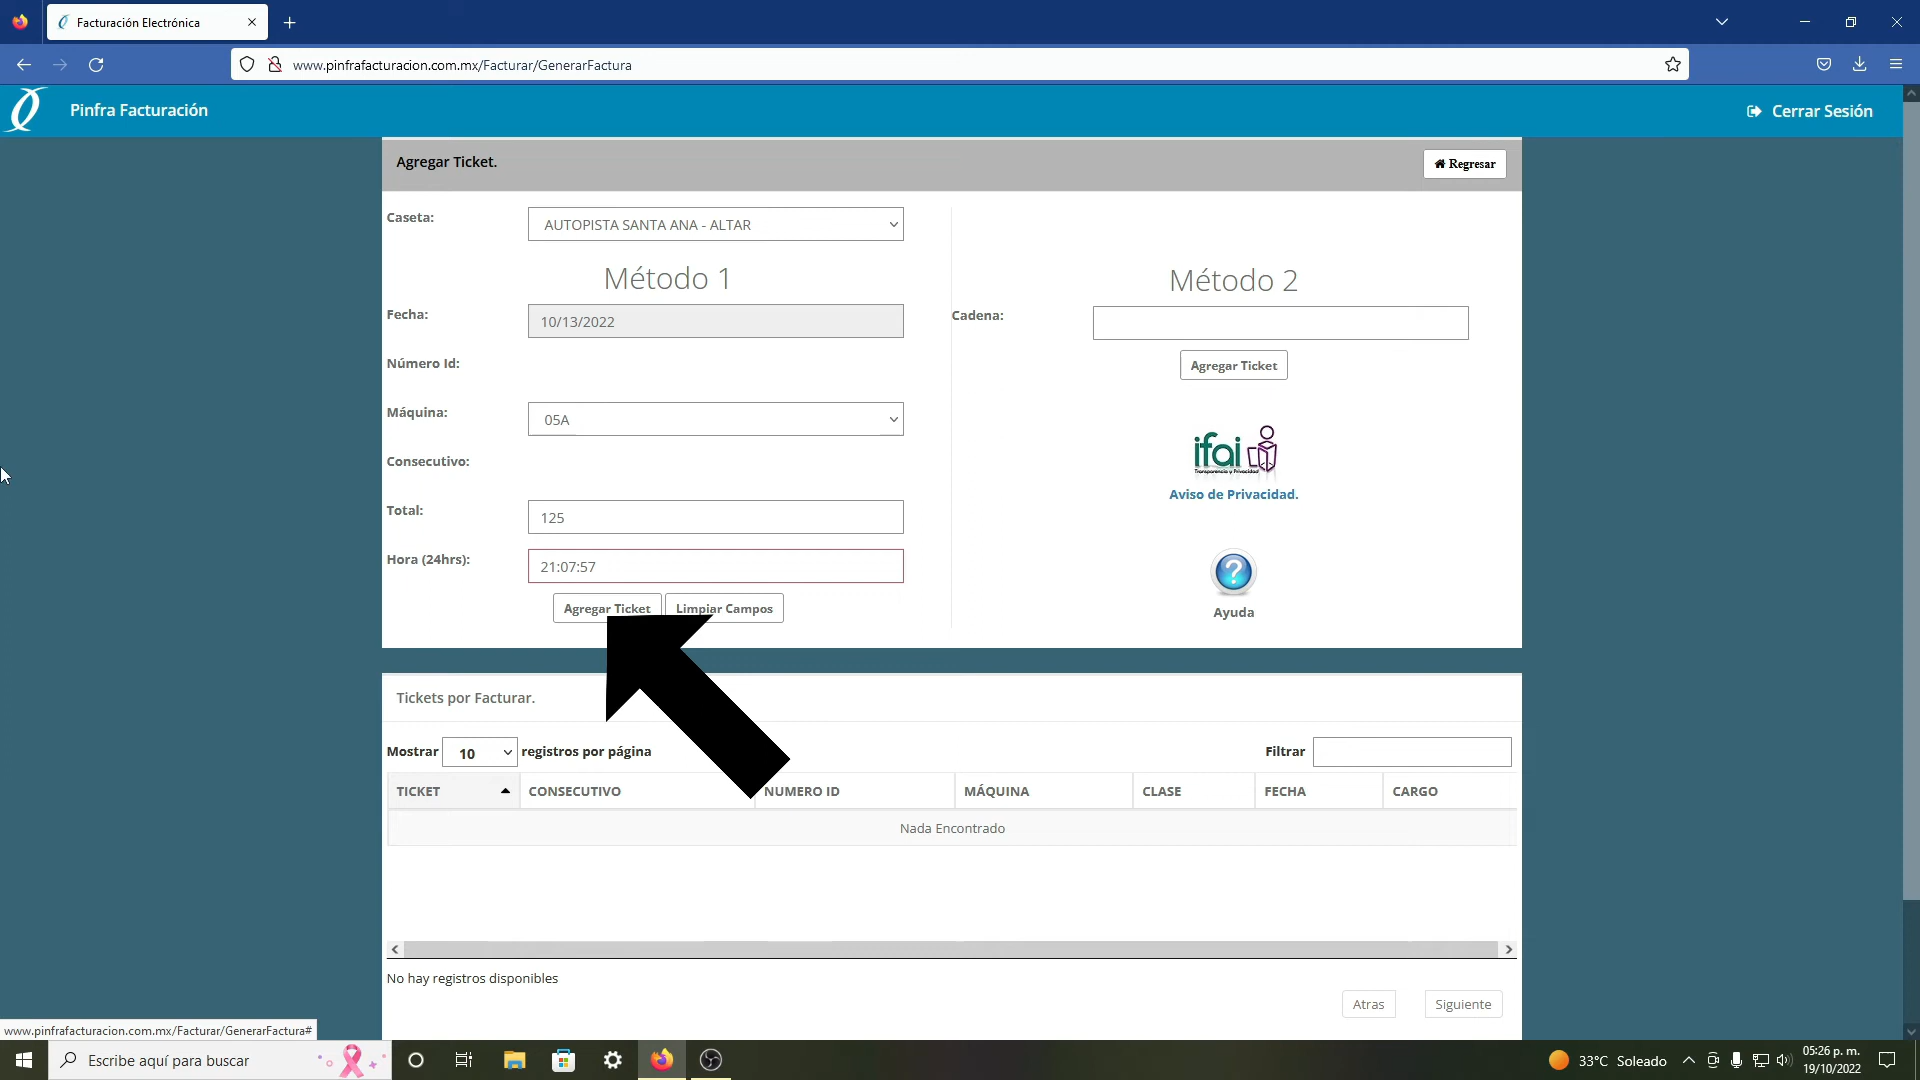 Facturación Electrónica
www.pinfrafacturacion.com.mx/Facturar/GenerarFactura
Pinfra Facturación
Cerrar Sesión
Agregar Ticket.
Regresar
Caseta:
AUTOPISTA SANTA ANA - ALTAR
Método 1
Método 2
Fecha:
10/13/2022
Cadena:
Número Id:
Agregar Ticket
Máquina:
05A
ifai
Transparencia y Privacidad
Consecutivo:
Aviso de Privacidad.
Total:
125
Hora (24hrs):
21:07:57
?
Agregar Ticket
Limpiar Campos
Ayuda
Tickets por Facturar.
Mostrar 10 registros por página
Filtrar
TICKET CONSECUTIVO NUMERO ID MÁQUINA CLASE FECHA CARGO
Nada Encontrado
No hay registros disponibles
Atras
Siguiente
www.pinfrafacturacion.com.mx/Facturar/GenerarFactura#
Escribe aquí para buscar
33°C Soleado
05:26 p. m.
19/10/2022